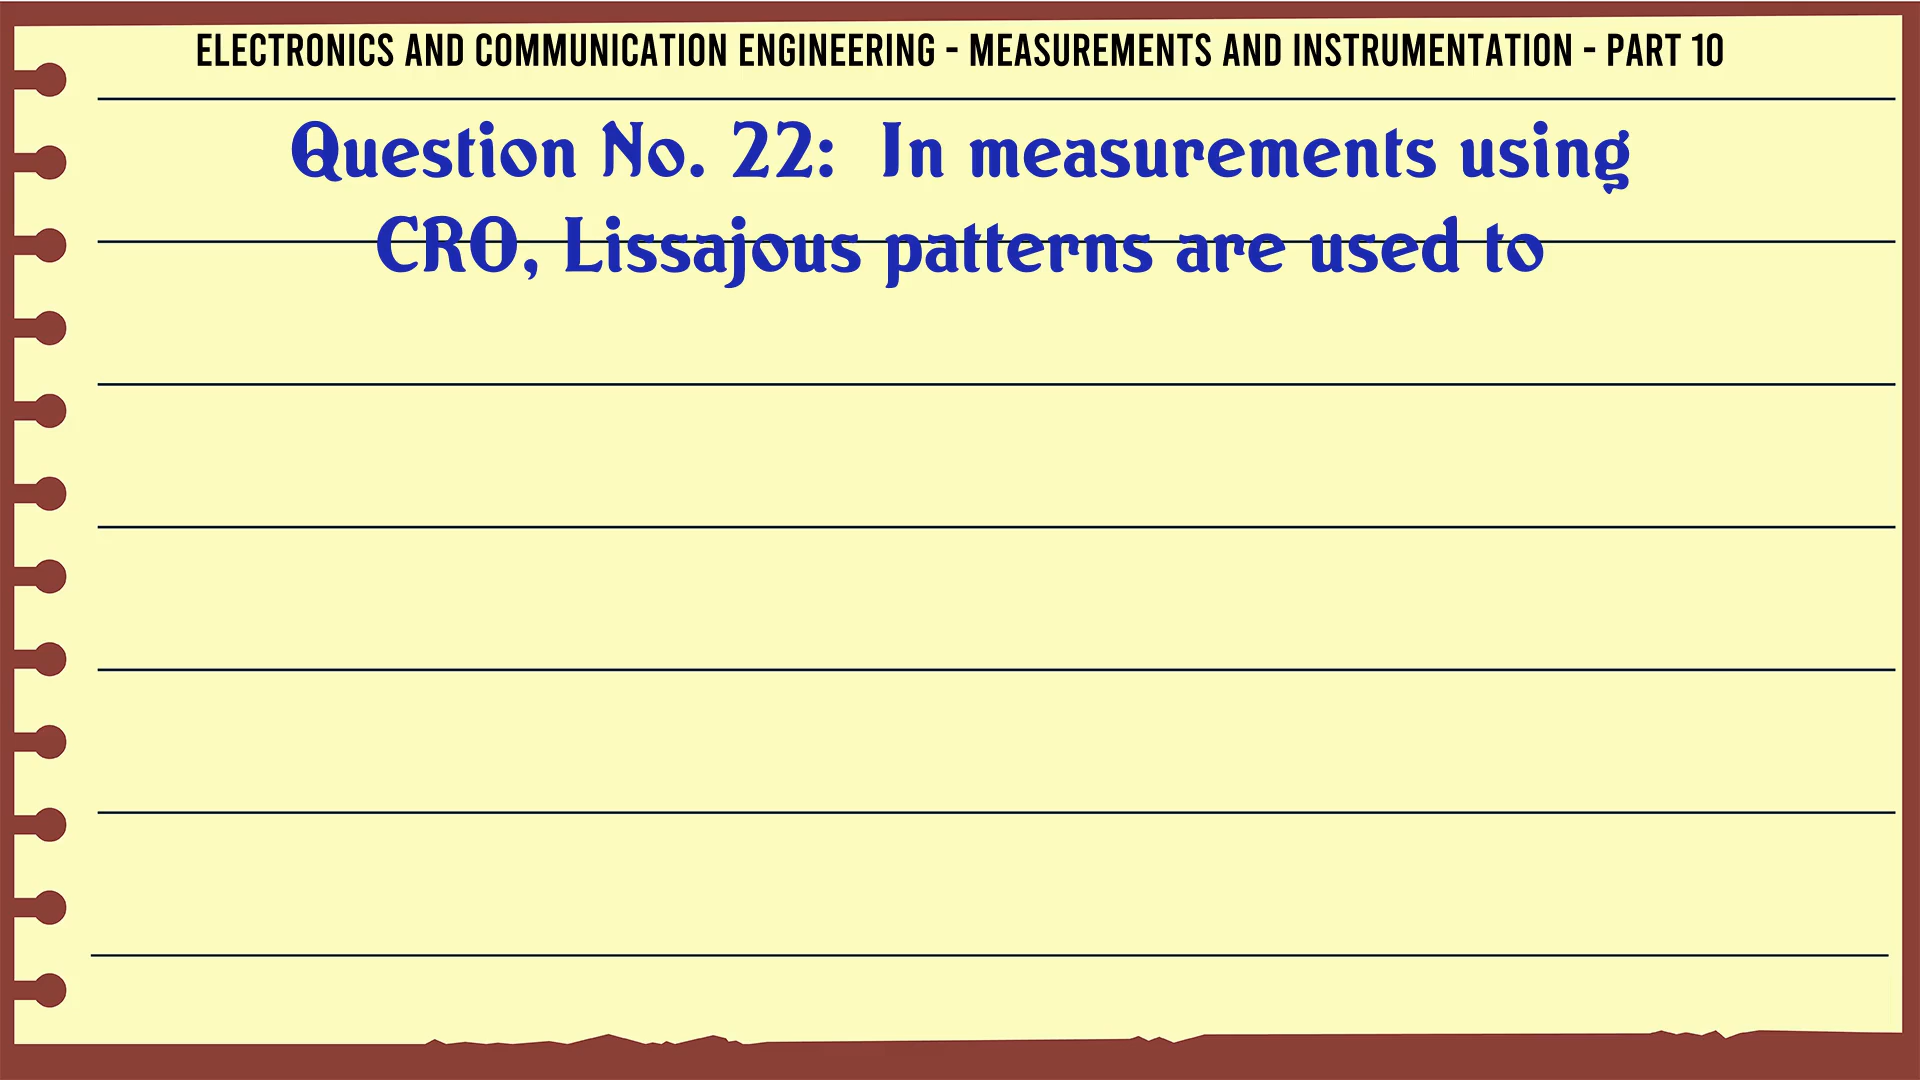 ELECTRONICS AND COMMUNICATION ENGINEERING - MEASUREMENTS AND INSTRUMENTATION - PART 10
Question No. 22: In measurements using
CRO, Lissajous patterns are used to